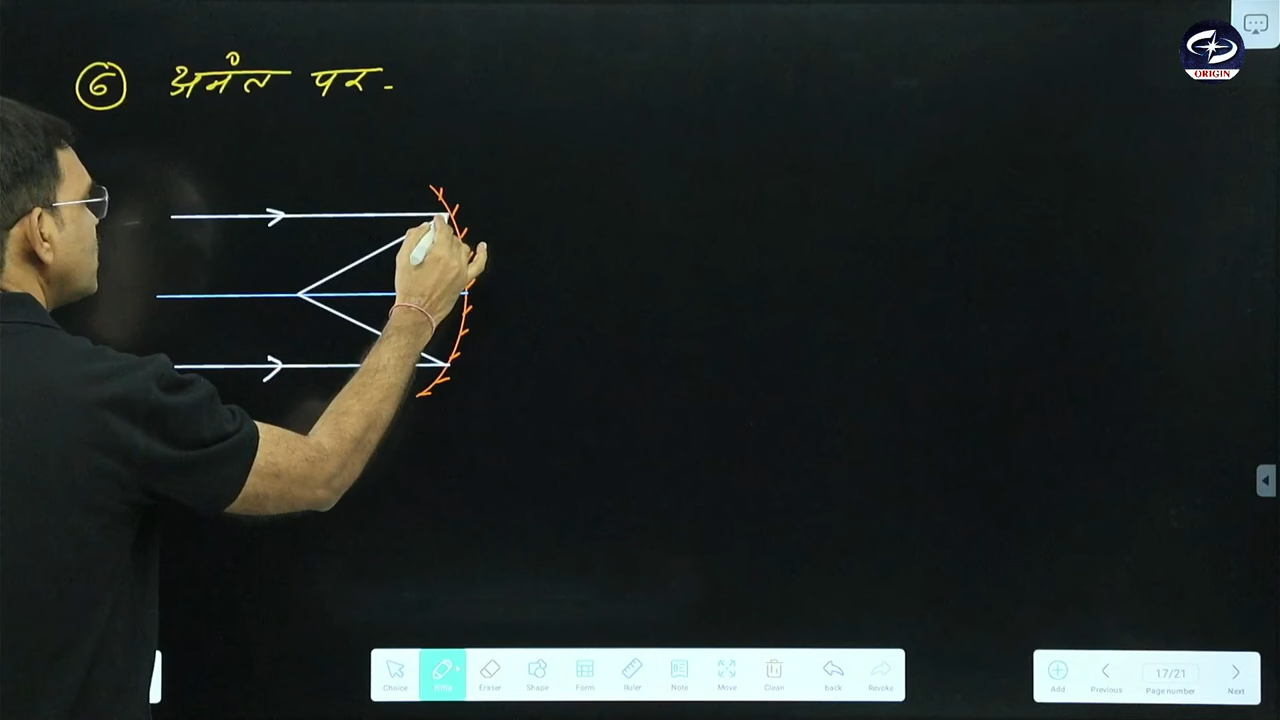 ⑥ अनंत पर -
ORIGIN
Choice
Write
Eraser
Shape
Form
Ruler
Note
Move
Clean
back
Revoke
Add
Previous
17/21
Page number
Next